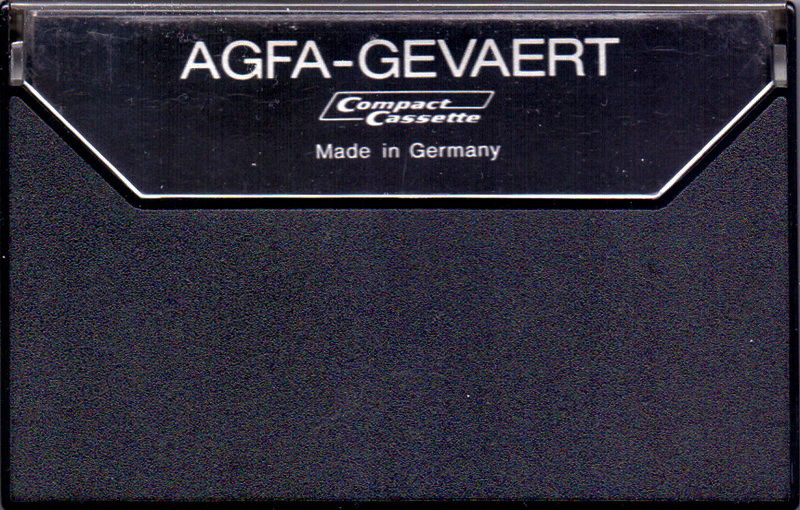 AGFA-GEVAERT
Compact
Cassette
Made in Germany